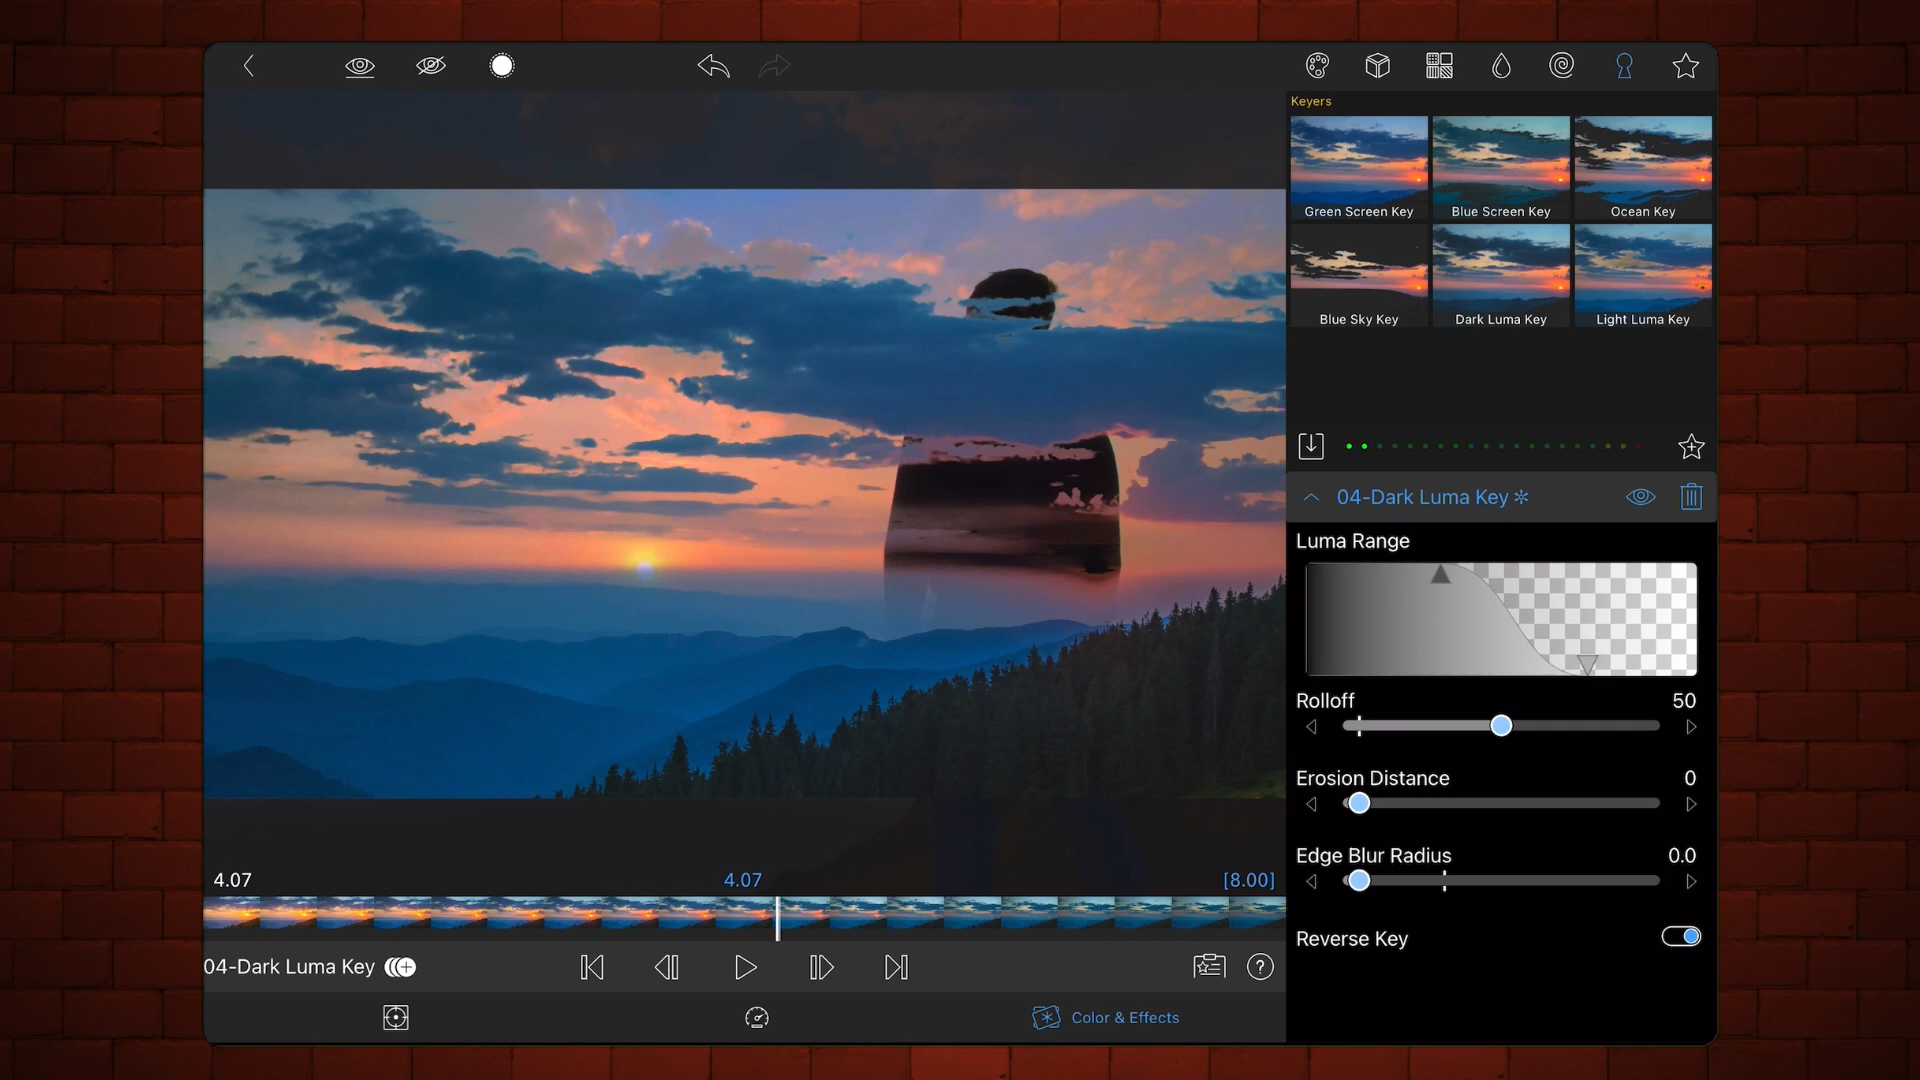 Keyers
Green Screen Key
Blue Screen Key
Ocean Key
Blue Sky Key
Dark Luma Key
Light Luma Key
04-Dark Luma Key ✻
Luma Range
Rolloff 50
Erosion Distance 0
Edge Blur Radius 0.0
Reverse Key
4.07 4.07 [8.00]
04-Dark Luma Key
?
Color & Effects